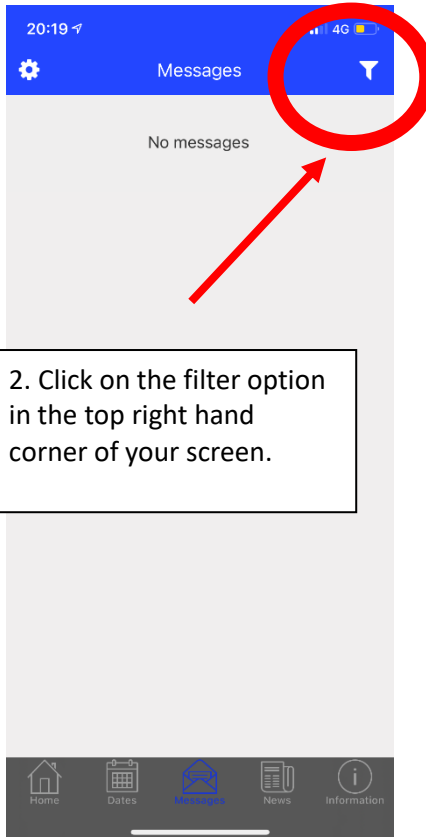 20:19 4G
Messages
No messages
2. Click on the filter option
in the top right hand
corner of your screen.
Home Dates Messages News Information